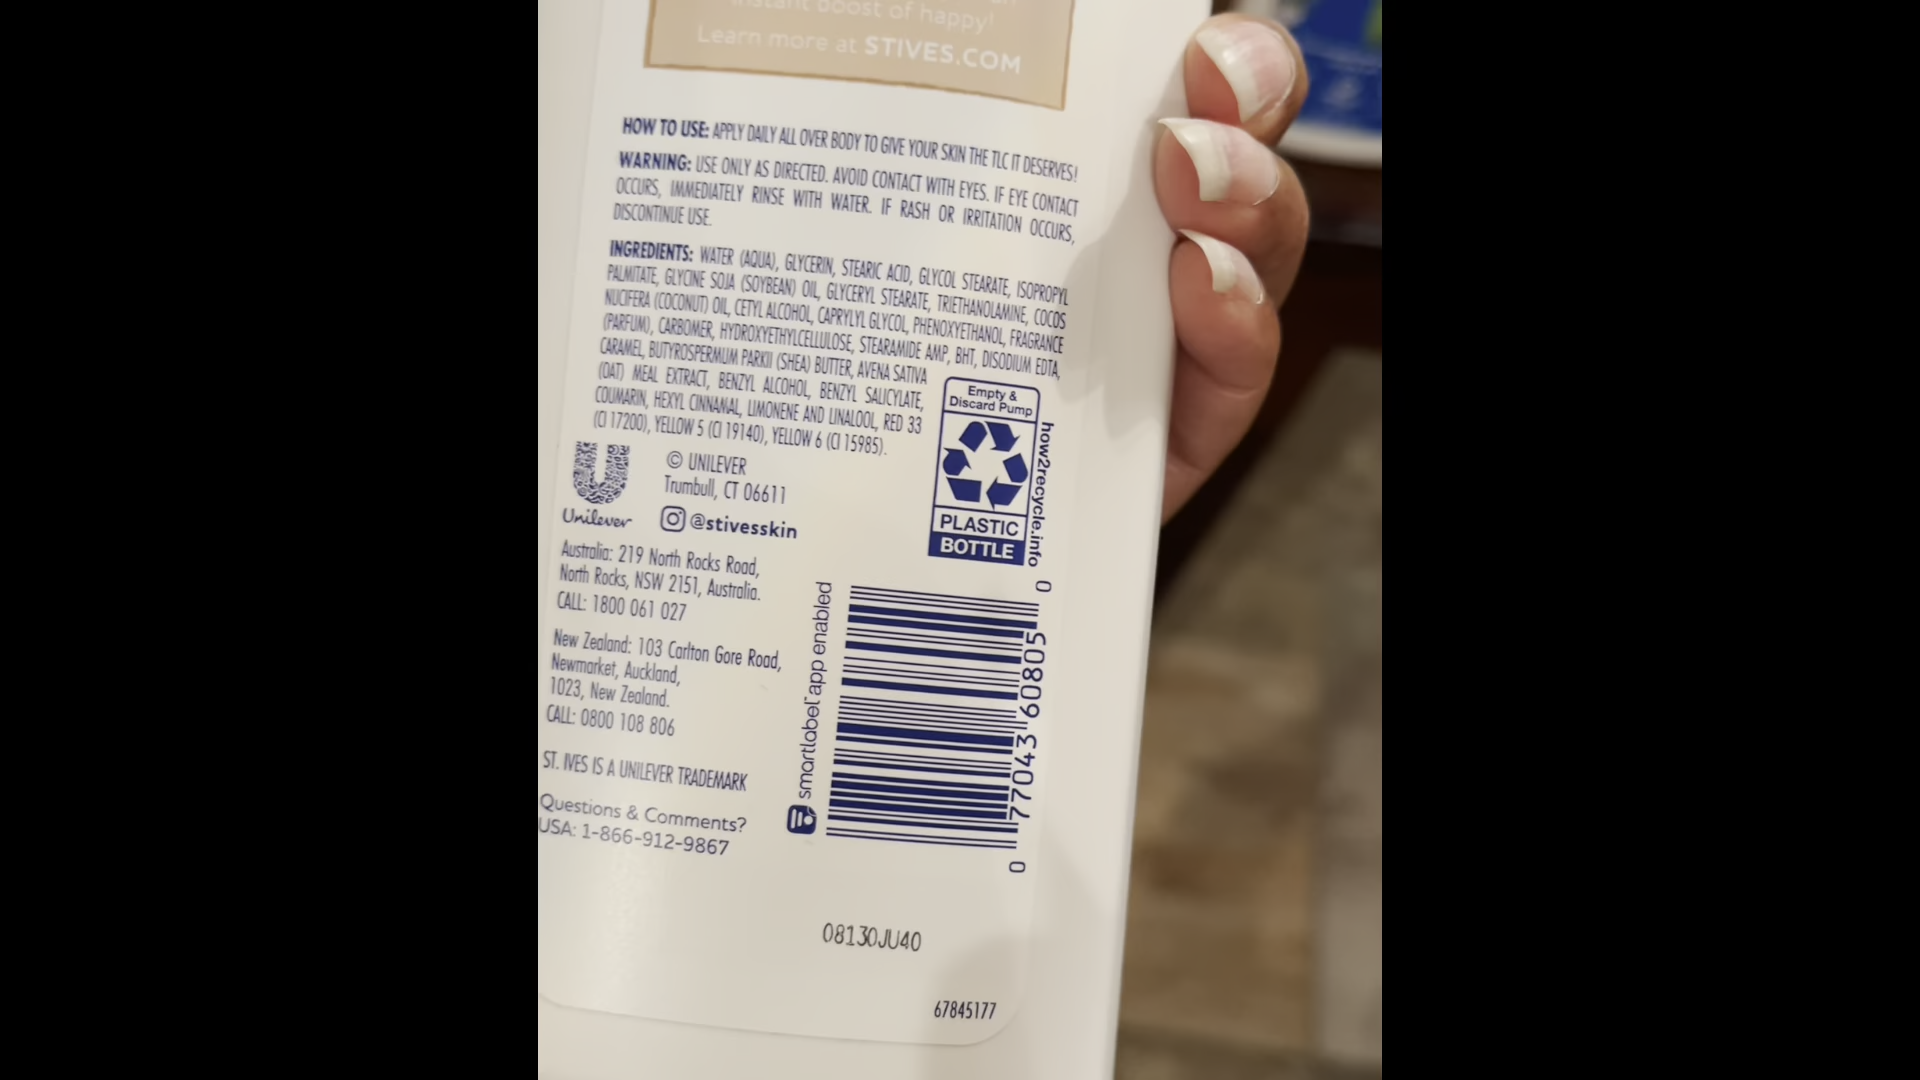 instant boost of happy!
Learn more at STIVES.COM
HOW TO USE: APPLY DAILY ALL OVER BODY TO GIVE YOUR SKIN THE TLC IT DESERVES!
WARNING: USE ONLY AS DIRECTED. AVOID CONTACT WITH EYES. IF EYE CONTACT
OCCURS, IMMEDIATELY RINSE WITH WATER. IF RASH OR IRRITATION OCCURS,
DISCONTINUE USE.
INGREDIENTS: WATER (AQUA), GLYCERIN, STEARIC ACID, GLYCOL STEARATE, ISOPROPYL
PALMITATE, GLYCINE SOJA (SOYBEAN) OIL, GLYCERYL STEARATE, TRIETHANOLAMINE, COCOS
NUCIFERA (COCONUT) OIL, CETYL ALCOHOL, CAPRYLYL GLYCOL, PHENOXYETHANOL, FRAGRANCE
(PARFUM), CARBOMER, HYDROXYETHYLCELLULOSE, STEARAMIDE AMP, BHT, DISODIUM EDTA,
CARAMEL, BUTYROSPERMUM PARKII (SHEA) BUTTER, AVENA SATIVA
(OAT) MEAL EXTRACT, BENZYL ALCOHOL, BENZYL SALICYLATE,
COUMARIN, HEXYL CINNAMAL, LIMONENE AND LINALOOL, RED 33
(CI 17200), YELLOW 5 (CI 19140), YELLOW 6 (CI 15985).
Empty &
Discard Pump
PLASTIC
BOTTLE
how2recycle.info
Unilever
© UNILEVER
Trumbull, CT 06611
@stivesskin
Australia: 219 North Rocks Road,
North Rocks, NSW 2151, Australia.
CALL: 1800 061 027
New Zealand: 103 Carlton Gore Road,
Newmarket, Auckland,
1023, New Zealand.
CALL: 0800 108 806
ST. IVES IS A UNILEVER TRADEMARK
Questions & Comments?
USA: 1-866-912-9867
smartlabel™ app enabled
0 77043 60805 0
08130JU40
67845177